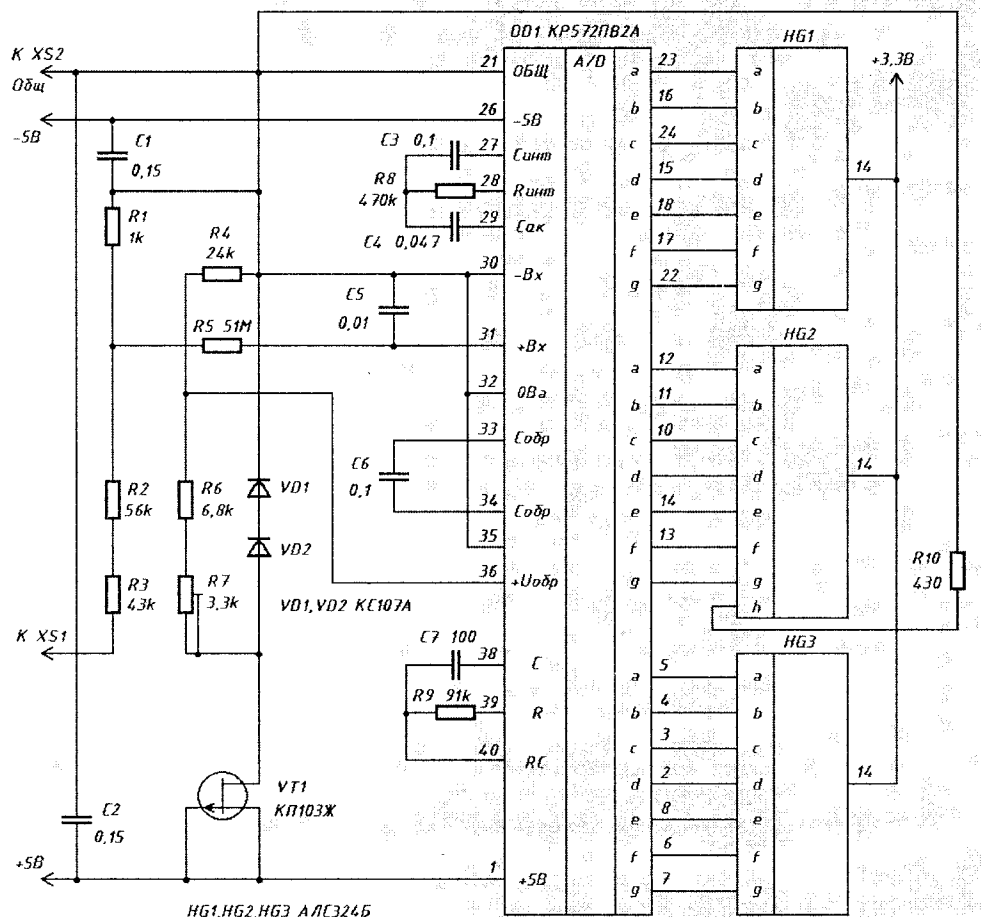 К XS2
Общ
-5В
C1
0,15
R1
1k
R4
24k
R5 51M
R2
56k
R3
43k
R6
6,8k
R7
3,3k
VD1
VD2
VD1,VD2 КС107А
К XS1
C2
0,15
+5В
VT1
КП103Ж
HG1,HG2,HG3 АЛС324Б
C3 0,1
R8
470k
C4 0,047
C5
0,01
C6
0,1
C7 100
R9 91k
DD1 КР572ПВ2А
A/D
21 ОБЩ
26 -5В
27 Синт
28 Rинт
29 Сак
30 -Вх
31 +Вх
32 0Ва
33 Собр
34 Собр
35
36 +Uобр
38 C
39 R
40 RC
1 +5В
HG1
a 23 a
b 16 b
c 24 c
d 15 d
e 18 e
f 17 f
g 22 g
14
+3,3В
HG2
a 12 a
b 11 b
c 10 c
d d
e 14 e
f 13 f
g g
h
14
R10
430
HG3
a 5 a
b 4 b
c 3 c
d 2 d
e 8 e
f 6 f
g 7 g
14